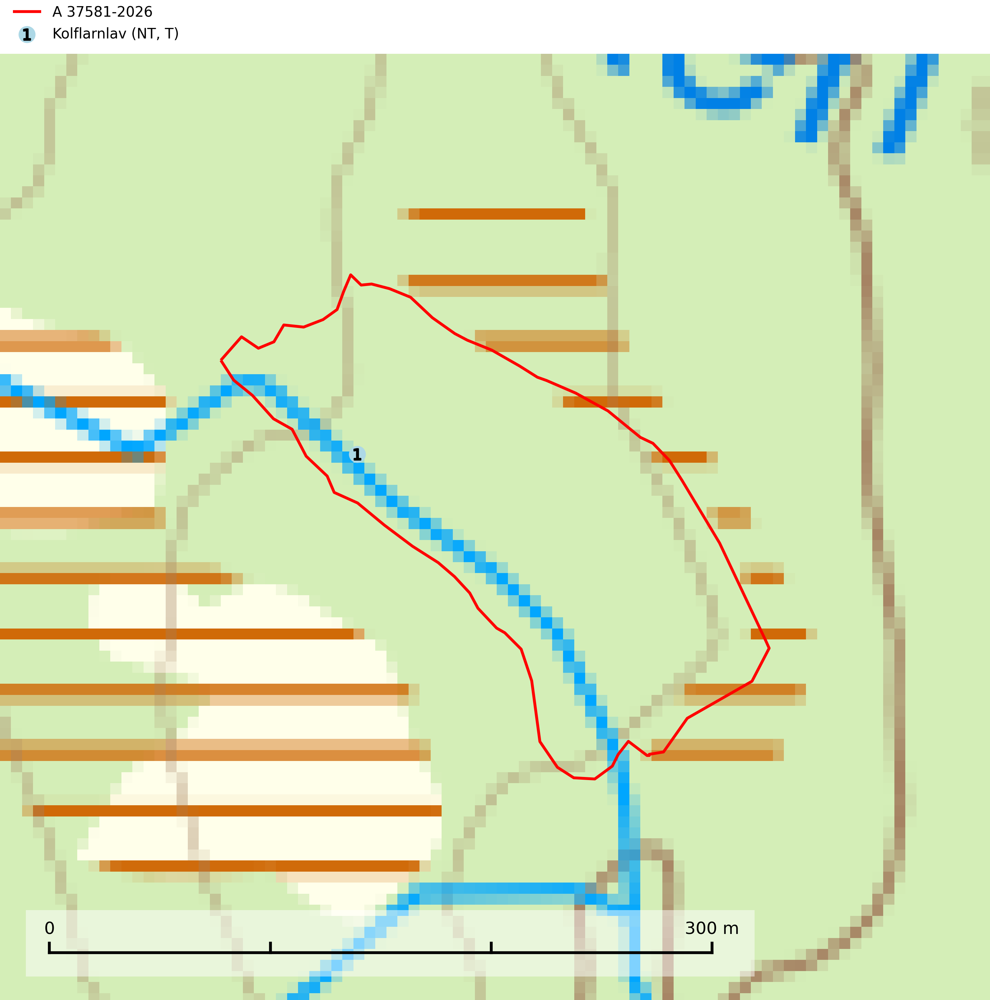 A 37581-2026
1 Kolflarnlav (NT, T)
1
0 300 m